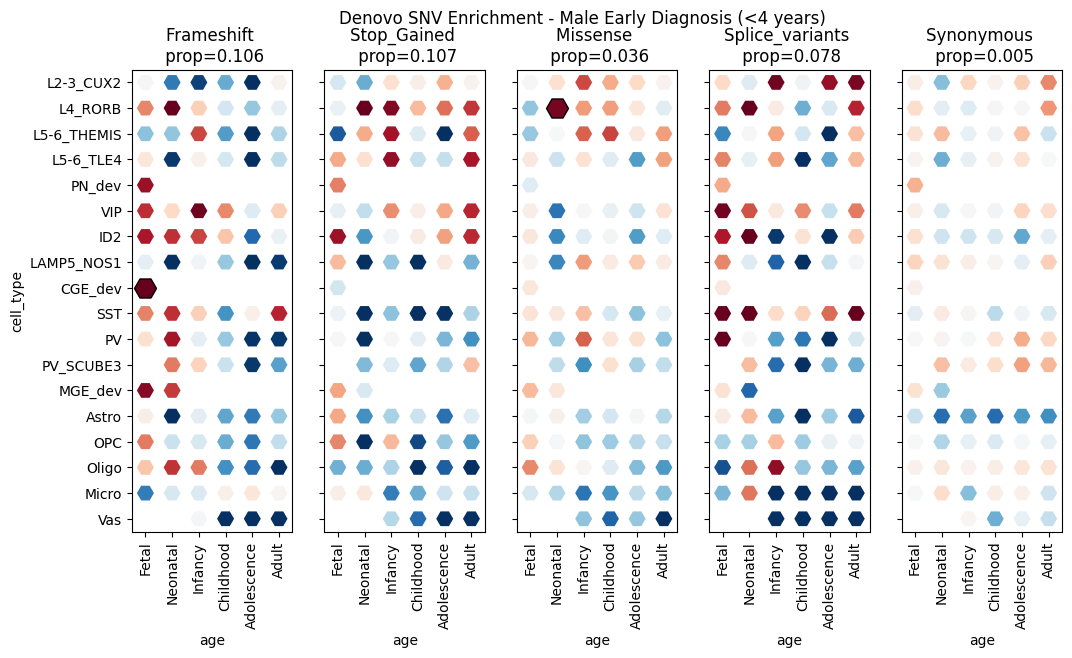 Denovo SNV Enrichment - Male Early Diagnosis (<4 years)
Frameshift
prop=0.106
Stop_Gained
prop=0.107
Missense
prop=0.036
Splice_variants
prop=0.078
Synonymous
prop=0.005
cell_type
L2-3_CUX2
L4_RORB
L5-6_THEMIS
L5-6_TLE4
PN_dev
VIP
ID2
LAMP5_NOS1
CGE_dev
SST
PV
PV_SCUBE3
MGE_dev
Astro
OPC
Oligo
Micro
Vas
Fetal
Neonatal
Infancy
Childhood
Adolescence
Adult
age
Fetal
Neonatal
Infancy
Childhood
Adolescence
Adult
age
Fetal
Neonatal
Infancy
Childhood
Adolescence
Adult
age
Fetal
Neonatal
Infancy
Childhood
Adolescence
Adult
age
Fetal
Neonatal
Infancy
Childhood
Adolescence
Adult
age